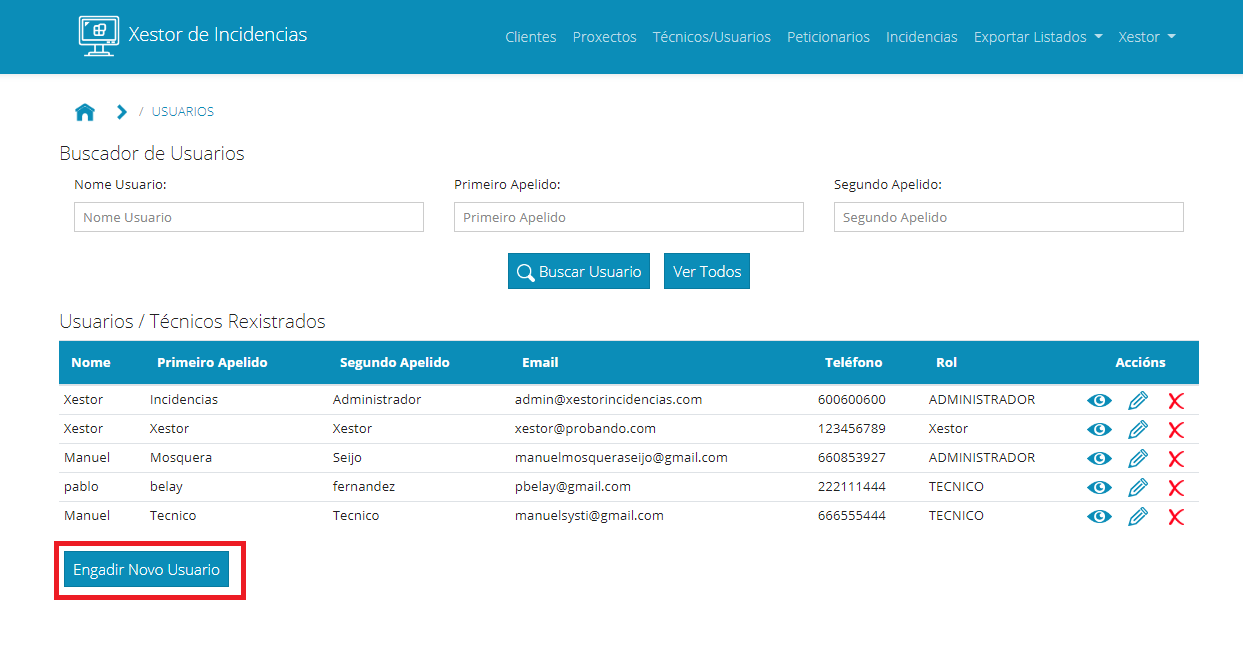 Xestor de Incidencias
Clientes Proxectos Técnicos/Usuarios Peticionarios Incidencias Exportar Listados Xestor
/ USUARIOS
Buscador de Usuarios
Nome Usuario: Primeiro Apelido: Segundo Apelido:
Nome Usuario Primeiro Apelido Segundo Apelido
Buscar Usuario Ver Todos
Usuarios / Técnicos Rexistrados
Nome Primeiro Apelido Segundo Apelido Email Teléfono Rol Accións
Xestor Incidencias Administrador admin@xestorincidencias.com 600600600 ADMINISTRADOR
Xestor Xestor Xestor xestor@probando.com 123456789 Xestor
Manuel Mosquera Seijo manuelmosqueraseijo@gmail.com 660853927 ADMINISTRADOR
pablo belay fernandez pbelay@gmail.com 222111444 TECNICO
Manuel Tecnico Tecnico manuelsysti@gmail.com 666555444 TECNICO
Engadir Novo Usuario